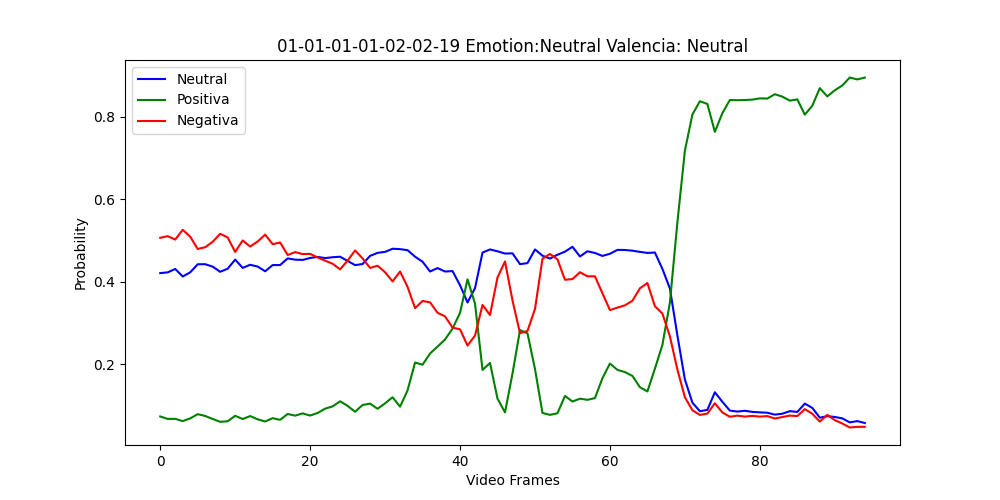 01-01-01-01-02-02-19 Emotion:Neutral Valencia: Neutral
Neutral
Positiva
Negativa
Probability
0.8
0.6
0.4
0.2
0 20 40 60 80
Video Frames